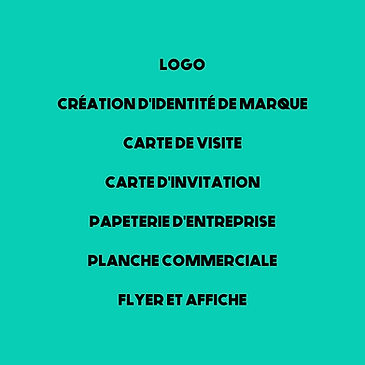 LOGO
CRÉATION D'IDENTITÉ DE MARQUE
CARTE DE VISITE
CARTE D'INVITATION
PAPETERIE D'ENTREPRISE
PLANCHE COMMERCIALE
FLYER ET AFFICHE